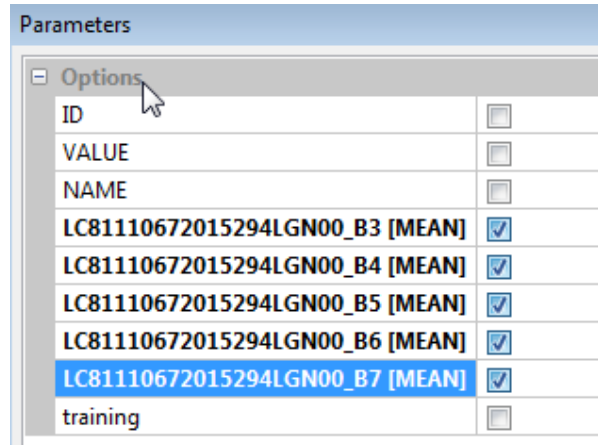 Parameters
Options
ID
VALUE
NAME
LC81110672015294LGN00_B3 [MEAN]
LC81110672015294LGN00_B4 [MEAN]
LC81110672015294LGN00_B5 [MEAN]
LC81110672015294LGN00_B6 [MEAN]
LC81110672015294LGN00_B7 [MEAN]
training